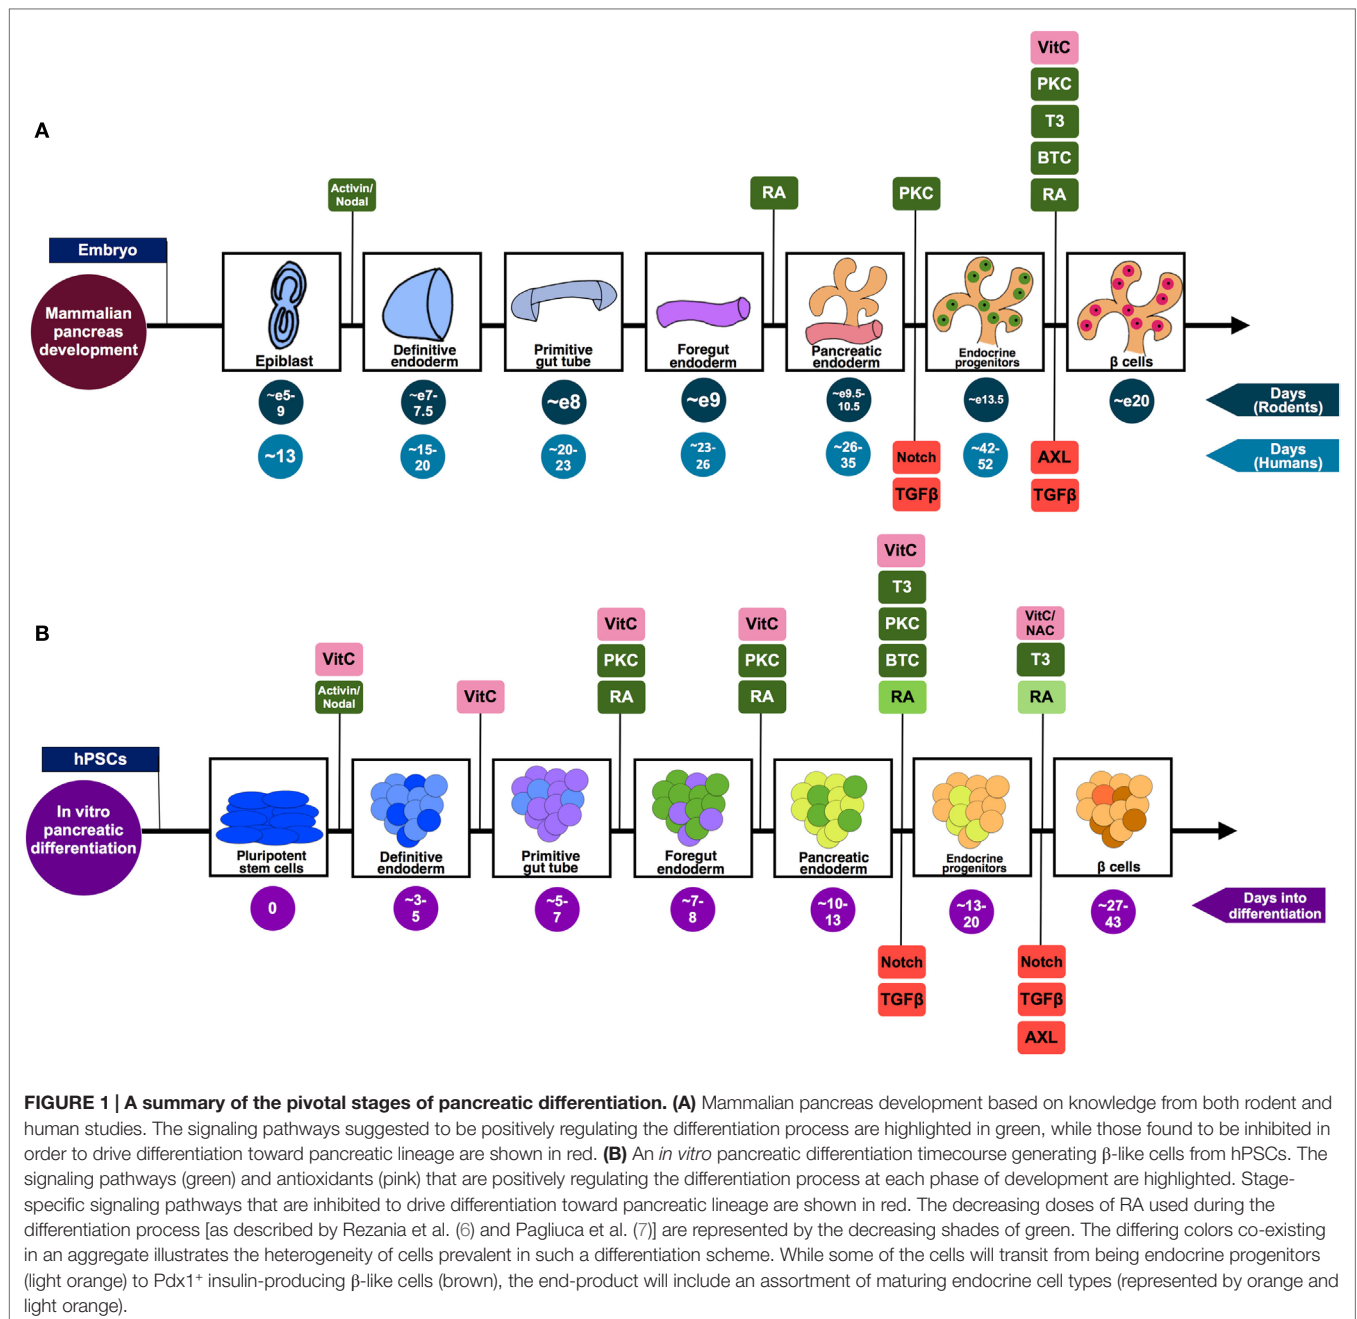 A
VitC
PKC
T3
BTC
RA
Activin/
Nodal
RA
PKC
Embryo
Mammalian
pancreas
development
Epiblast
Definitive
endoderm
Primitive
gut tube
Foregut
endoderm
Pancreatic
endoderm
Endocrine
progenitors
β cells
~e5-
9
~e7-
7.5
~e8
~e9
~e9.5-
10.5
~e13.5
~e20
Days
(Rodents)
~13
~15-
20
~20-
23
~23-
26
~26-
35
~42-
52
Days
(Humans)
Notch
TGFβ
AXL
TGFβ
B
VitC
Activin/
Nodal
VitC
VitC
PKC
RA
VitC
PKC
RA
VitC
T3
PKC
BTC
RA
VitC/
NAC
T3
RA
hPSCs
In vitro
pancreatic
differentiation
Pluripotent
stem cells
Definitive
endoderm
Primitive
gut tube
Foregut
endoderm
Pancreatic
endoderm
Endocrine
progenitors
β cells
0
~3-
5
~5-
7
~7-
8
~10-
13
~13-
20
~27-
43
Days into
differentiation
Notch
TGFβ
Notch
TGFβ
AXL
FIGURE 1 | A summary of the pivotal stages of pancreatic differentiation. (A) Mammalian pancreas development based on knowledge from both rodent and
human studies. The signaling pathways suggested to be positively regulating the differentiation process are highlighted in green, while those found to be inhibited in
order to drive differentiation toward pancreatic lineage are shown in red. (B) An in vitro pancreatic differentiation timecourse generating β-like cells from hPSCs. The
signaling pathways (green) and antioxidants (pink) that are positively regulating the differentiation process at each phase of development are highlighted. Stage-
specific signaling pathways that are inhibited to drive differentiation toward pancreatic lineage are shown in red. The decreasing doses of RA used during the
differentiation process [as described by Rezania et al. (6) and Pagliuca et al. (7)] are represented by the decreasing shades of green. The differing colors co-existing
in an aggregate illustrates the heterogeneity of cells prevalent in such a differentiation scheme. While some of the cells will transit from being endocrine progenitors
(light orange) to Pdx1⁺ insulin-producing β-like cells (brown), the end-product will include an assortment of maturing endocrine cell types (represented by orange and
light orange).